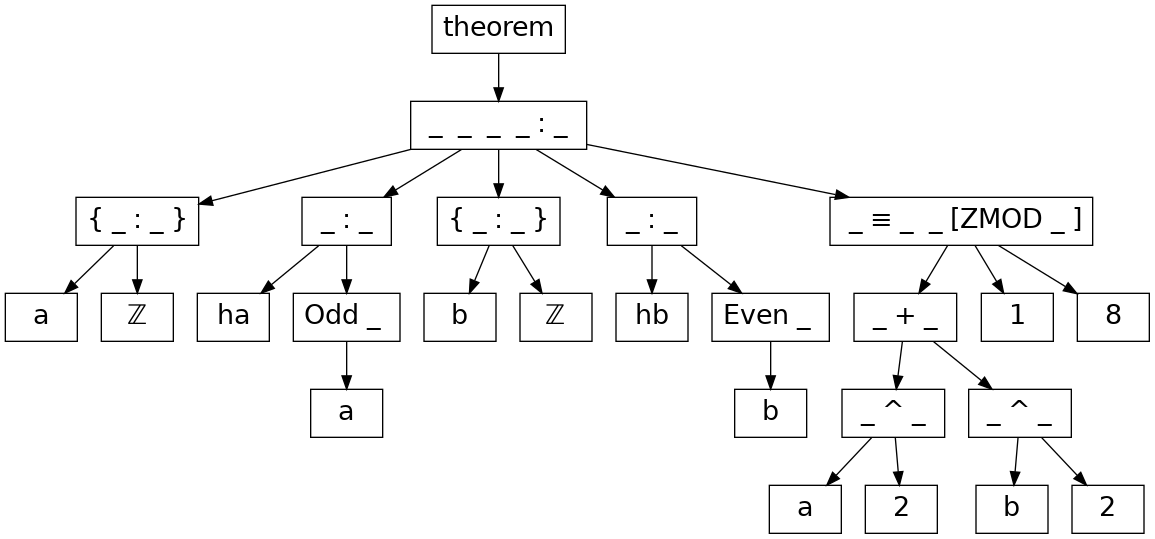 theorem
_ _ _ _ : _
{ _ : _ } _ : _ { _ : _ } _ : _ _ ≡ _ _ [ZMOD _ ]
a ℤ ha Odd _ b ℤ hb Even _ _ + _ 1 8
a b _ ^ _ _ ^ _
a 2 b 2